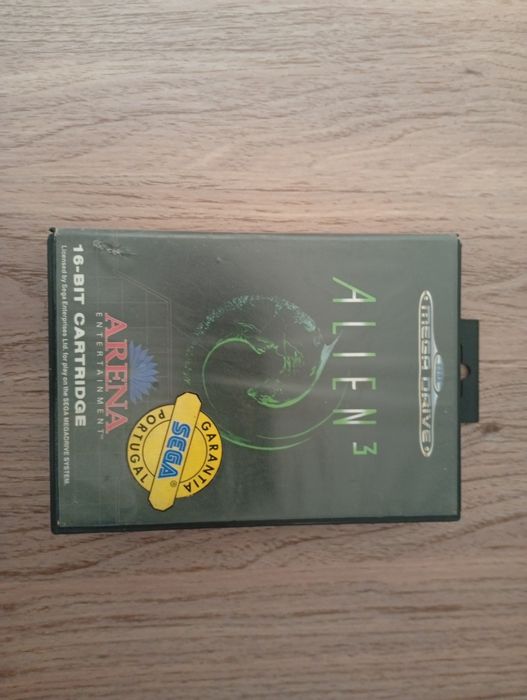 MEGA DRIVE
ALIEN 3
GARANTIA
SEGA®
PORTUGAL
ARENA
ENTERTAINMENT™
16-BIT CARTRIDGE
Licensed by Sega Enterprises Ltd. for play on the SEGA MEGADRIVE SYSTEM.